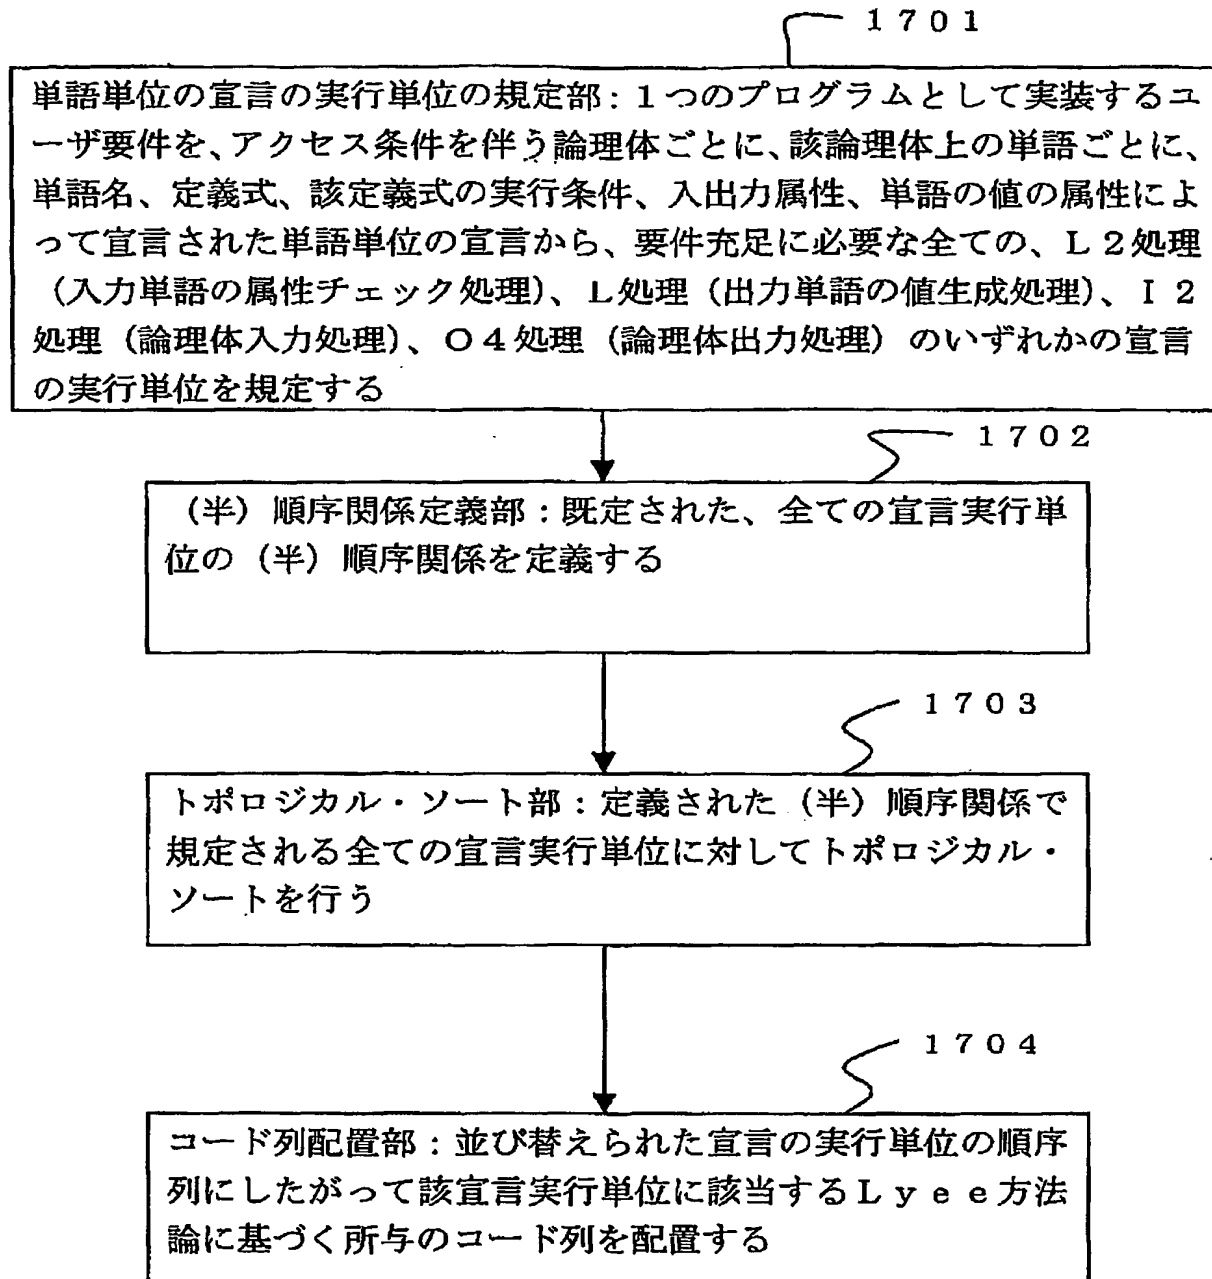 １７０１
単語単位の宣言の実行単位の規定部：１つのプログラムとして実装するユ
ーザ要件を、アクセス条件を伴う論理体ごとに、該論理体上の単語ごとに、
単語名、定義式、該定義式の実行条件、入出力属性、単語の値の属性によ
って宣言された単語単位の宣言から、要件充足に必要な全ての、Ｌ２処理
（入力単語の属性チェック処理）、Ｌ処理（出力単語の値生成処理）、Ｉ２
処理（論理体入力処理）、Ｏ４処理（論理体出力処理）のいずれかの宣言
の実行単位を規定する
１７０２
（半）順序関係定義部：既定された、全ての宣言実行単
位の（半）順序関係を定義する
１７０３
トポロジカル・ソート部：定義された（半）順序関係で
規定される全ての宣言実行単位に対してトポロジカル・
ソートを行う
１７０４
コード列配置部：並び替えられた宣言の実行単位の順序
列にしたがって該宣言実行単位に該当するＬｙｅｅ方法
論に基づく所与のコード列を配置する